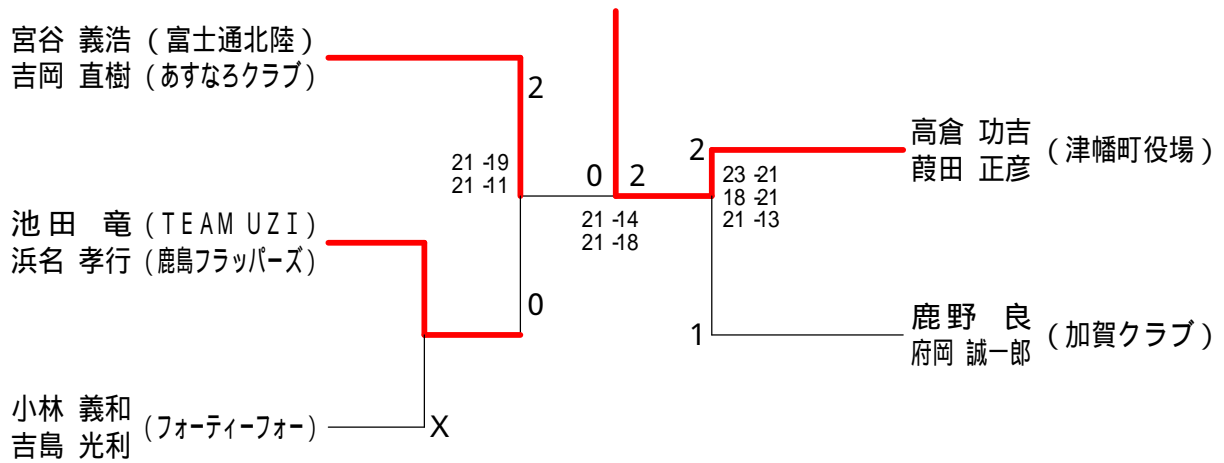 宮谷 義浩 (富士通北陸)
吉岡 直樹 (あすなろクラブ)
2
21 -19
21 -11
池田 竜 (TEAM UZI)
浜名 孝行 (鹿島フラッパーズ)
0
小林 義和
吉島 光利
(フォーティーフォー)
X
0 2
21 -14
21 -18
2
23 -21
18 -21
21 -13
高倉 功吉
葭田 正彦
(津幡町役場)
1
鹿野 良
府岡 誠一郎
(加賀クラブ)